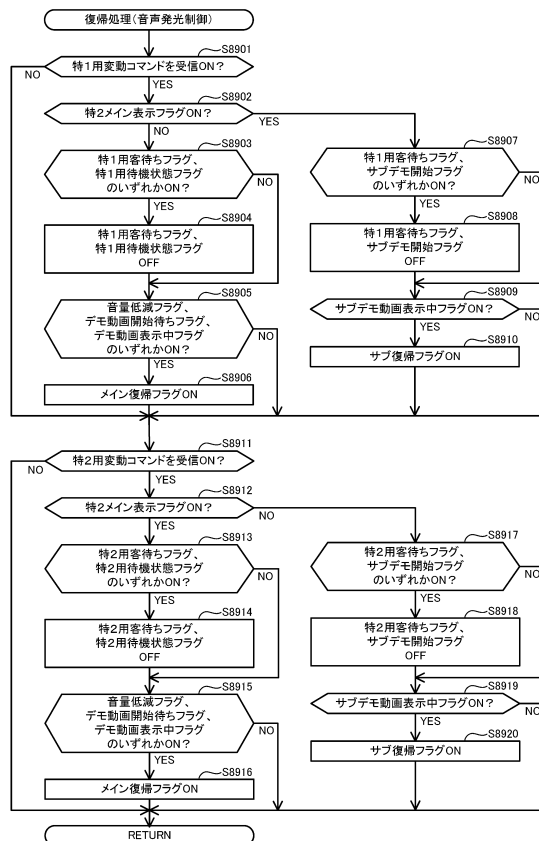 復帰処理(音声発光制御)
S8901
特1用変動コマンドを受信ON?
NO
YES
S8902
特2メイン表示フラグON?
YES
NO
S8903
特1用客待ちフラグ、
特1用待機状態フラグ
のいずれかON?
NO
YES
S8904
特1用客待ちフラグ、
特1用待機状態フラグ
OFF
S8905
音量低減フラグ、
デモ動画開始待ちフラグ、
デモ動画表示中フラグ
のいずれかON?
NO
YES
S8906
メイン復帰フラグON
S8907
特1用客待ちフラグ、
サブデモ開始フラグ
のいずれかON?
NO
YES
S8908
特1用客待ちフラグ、
サブデモ開始フラグ
OFF
S8909
サブデモ動画表示中フラグON?
NO
YES
S8910
サブ復帰フラグON
S8911
特2用変動コマンドを受信ON?
NO
YES
S8912
特2メイン表示フラグON?
NO
YES
S8913
特2用客待ちフラグ、
特2用待機状態フラグ
のいずれかON?
NO
YES
S8914
特2用客待ちフラグ、
特2用待機状態フラグ
OFF
S8915
音量低減フラグ、
デモ動画開始待ちフラグ、
デモ動画表示中フラグ
のいずれかON?
NO
YES
S8916
メイン復帰フラグON
S8917
特2用客待ちフラグ、
サブデモ開始フラグ
のいずれかON?
NO
YES
S8918
特2用客待ちフラグ、
サブデモ開始フラグ
OFF
S8919
サブデモ動画表示中フラグON?
NO
YES
S8920
サブ復帰フラグON
RETURN